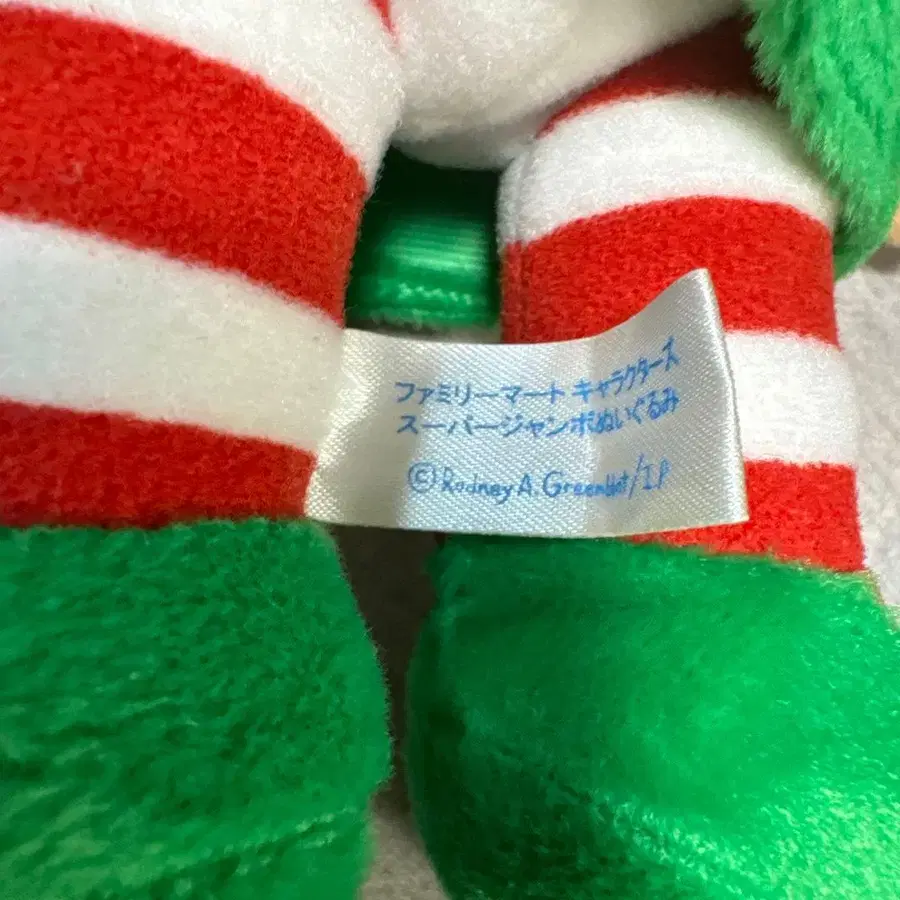 ファミリーマート キャラクターズ
スーパージャンボぬいぐるみ
©Rodney A. Greenblat/IP